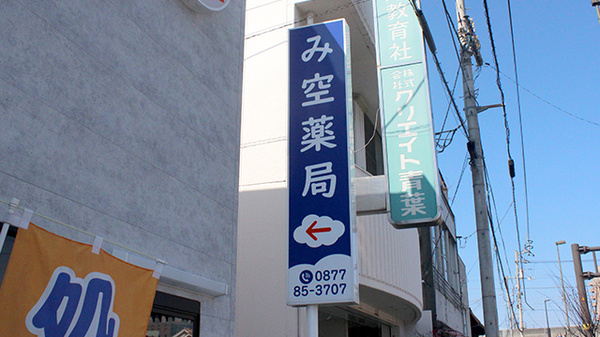 み空薬局
0877
85-3707
教育社
株式
会社
クリエイト青葉
処